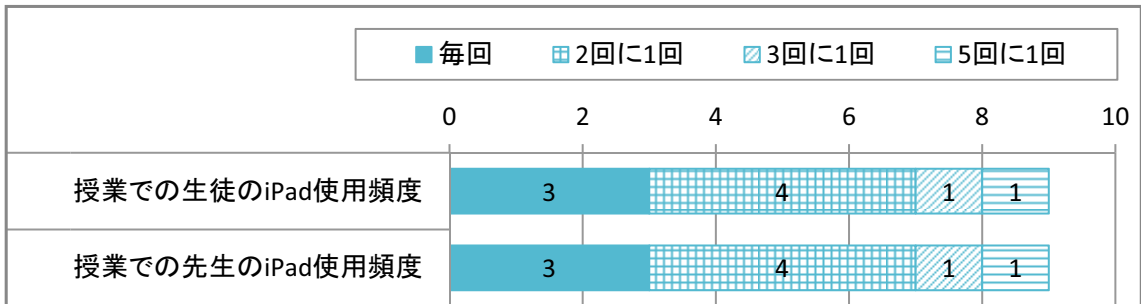 毎回 2回に1回 3回に1回 5回に1回
0 2 4 6 8 10
授業での生徒のiPad使用頻度 3 4 1 1
授業での先生のiPad使用頻度 3 4 1 1